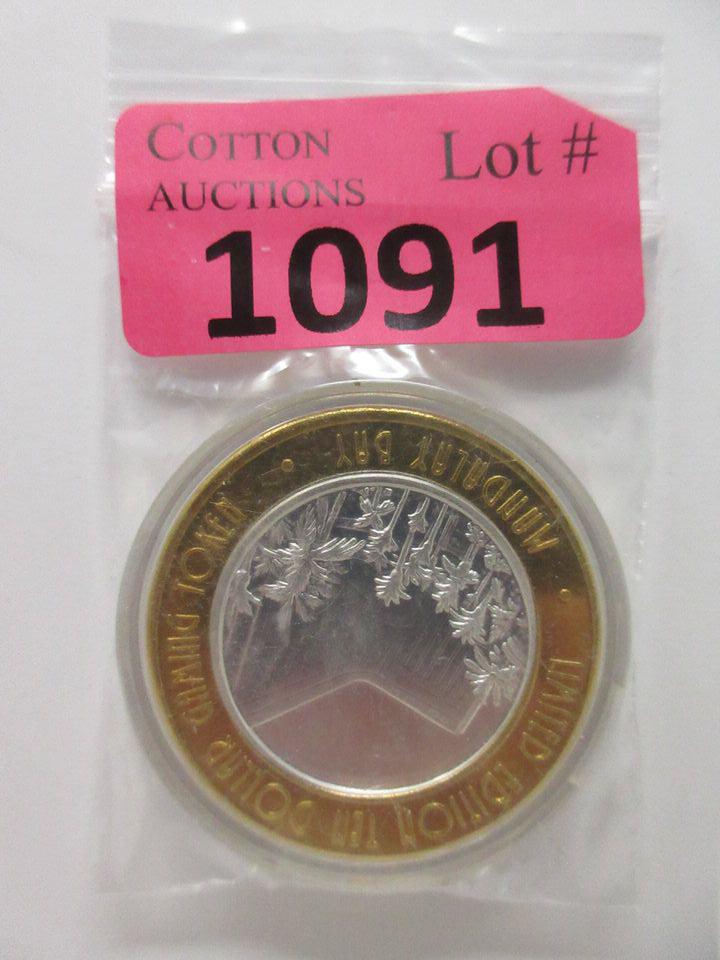 COTTON
AUCTIONS
Lot #
1091
MANDALAY BAY
LIMITED EDITION TEN DOLLAR GAMING TOKEN